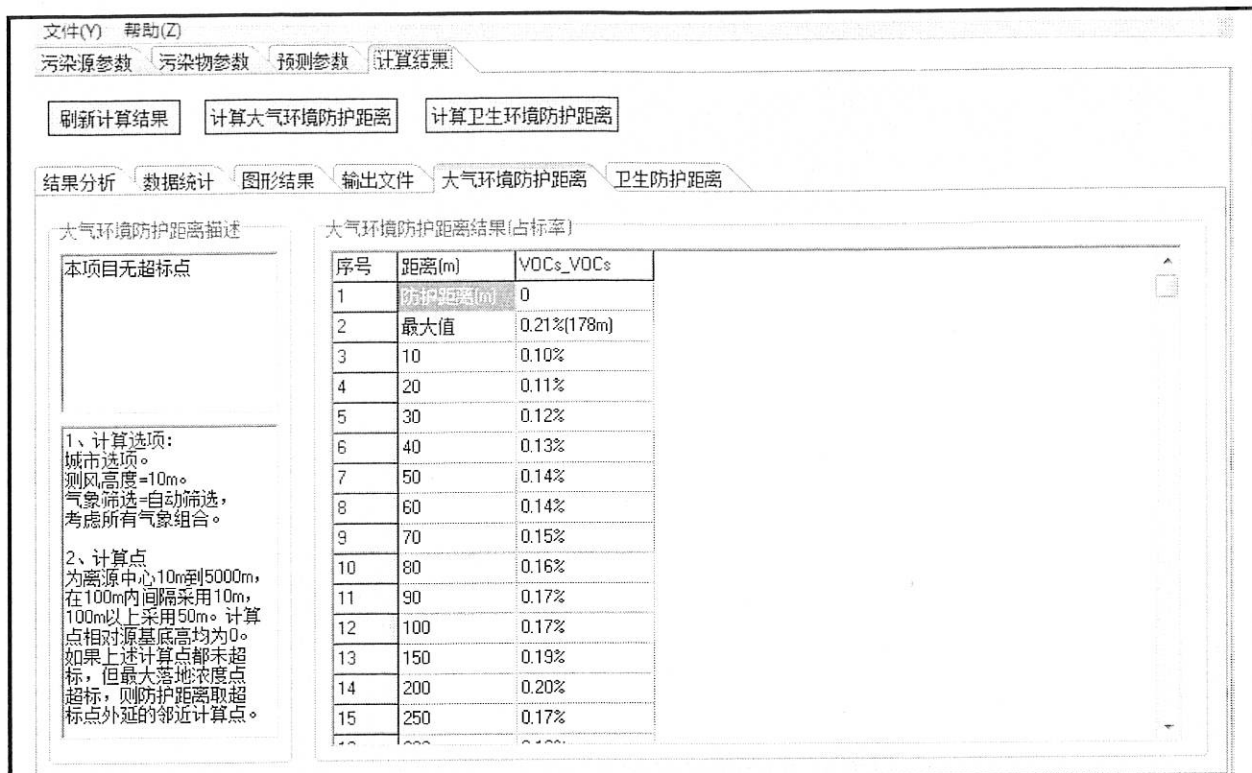 文件(Y) 帮助(Z)
污染源参数 污染物参数 预测参数 计算结果
刷新计算结果 计算大气环境防护距离 计算卫生环境防护距离
结果分析 数据统计 图形结果 输出文件 大气环境防护距离 卫生防护距离
大气环境防护距离描述
本项目无超标点
1、计算选项:
城市选项。
测风高度=10m。
气象筛选=自动筛选，
考虑所有气象组合。
2、计算点
为离源中心10m到5000m，
在100m内间隔采用10m，
100m以上采用50m。计算
点相对源基底高均为0。
如果上述计算点都未超
标，但最大落地浓度点
超标，则防护距离取超
标点外延的邻近计算点。
大气环境防护距离结果(占标率)
序号 距离(m) VOCs_VOCs
1 防护距离(m) 0
2 最大值 0.21%(178m)
3 10 0.10%
4 20 0.11%
5 30 0.12%
6 40 0.13%
7 50 0.14%
8 60 0.14%
9 70 0.15%
10 80 0.16%
11 90 0.17%
12 100 0.17%
13 150 0.19%
14 200 0.20%
15 250 0.17%